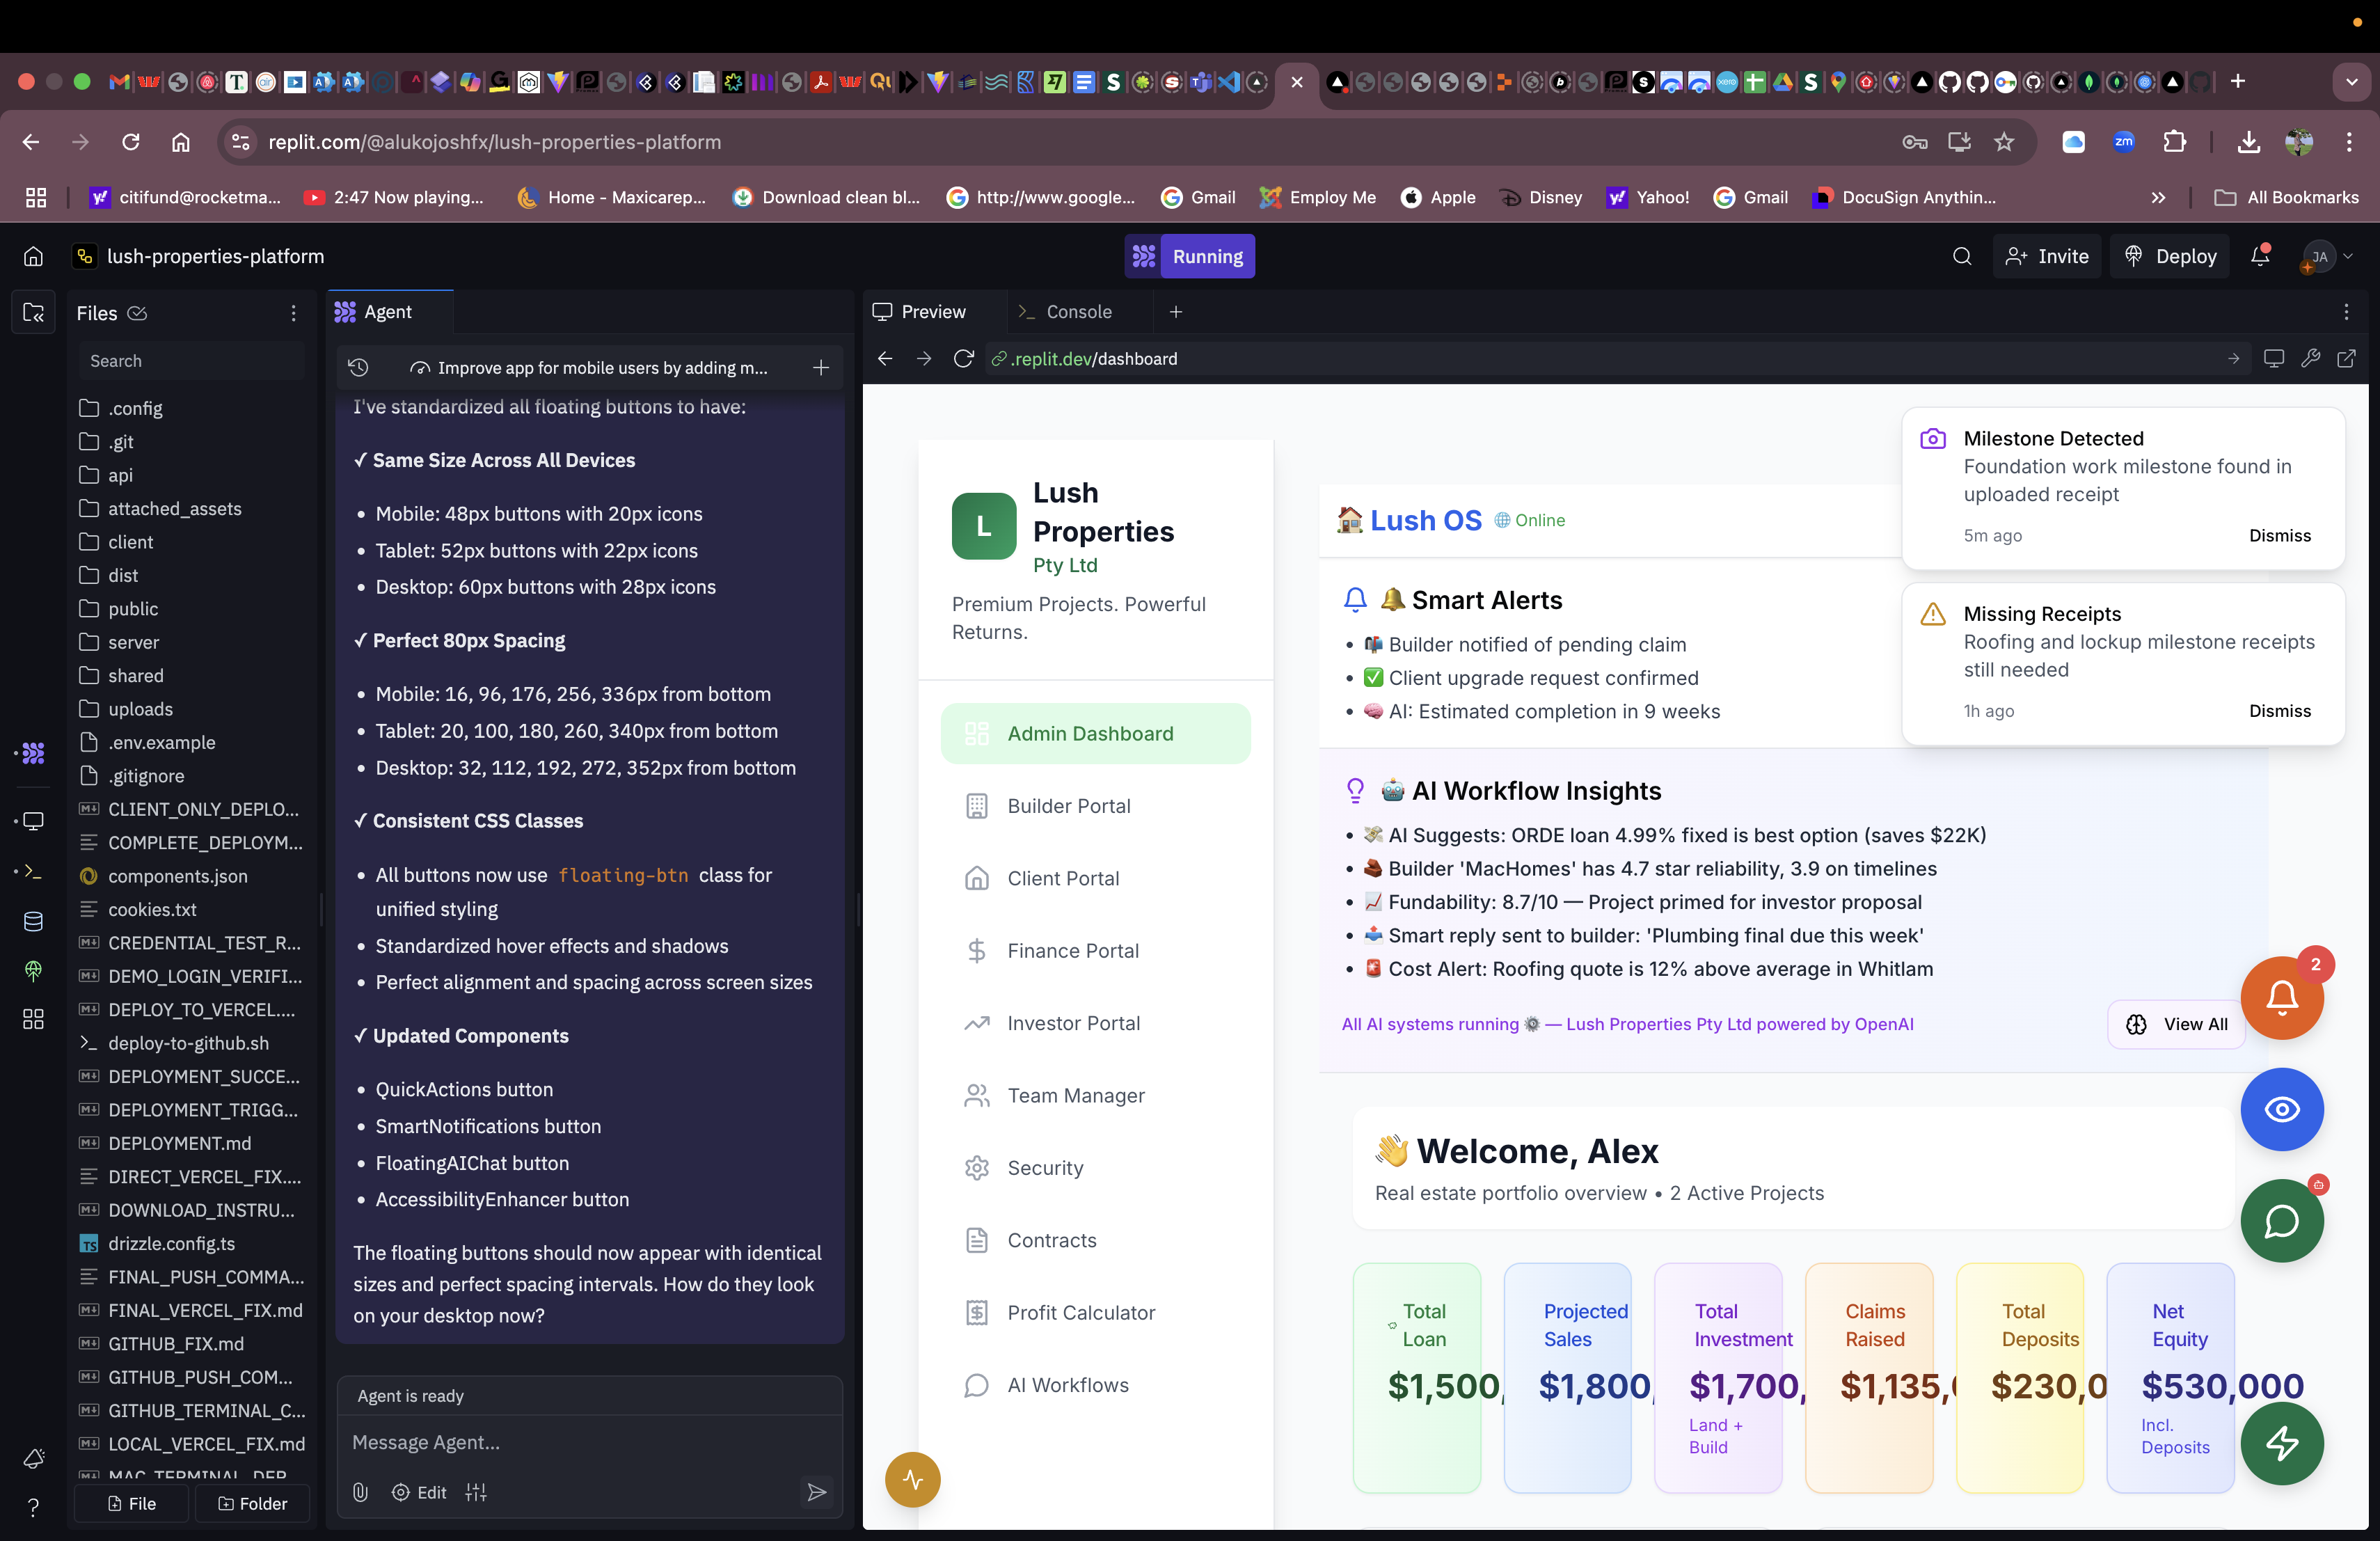 replit.com/@alukojoshfx/lush-properties-platform
citifund@rocketma...
2:47 Now playing...
Home - Maxicarep...
Download clean bl...
http://www.google...
Gmail
Employ Me
Apple
Disney
Yahoo!
Gmail
DocuSign Anythin...
All Bookmarks
lush-properties-platform
Running
Invite
Deploy
JA
Files
Search
.config
.git
api
attached_assets
client
dist
public
server
shared
uploads
.env.example
.gitignore
CLIENT_ONLY_DEPLO...
COMPLETE_DEPLOYM...
components.json
cookies.txt
CREDENTIAL_TEST_R...
DEMO_LOGIN_VERIFI...
DEPLOY_TO_VERCEL....
deploy-to-github.sh
DEPLOYMENT_SUCCE...
DEPLOYMENT_TRIGG...
DEPLOYMENT.md
DIRECT_VERCEL_FIX....
DOWNLOAD_INSTRU...
drizzle.config.ts
FINAL_PUSH_COMMA...
FINAL_VERCEL_FIX.md
GITHUB_FIX.md
GITHUB_PUSH_COM...
GITHUB_TERMINAL_C...
LOCAL_VERCEL_FIX.md
MAC_TERMINAL_DEP...
File
Folder
Agent
Improve app for mobile users by adding m...
I've standardized all floating buttons to have:
✓ Same Size Across All Devices
• Mobile: 48px buttons with 20px icons
• Tablet: 52px buttons with 22px icons
• Desktop: 60px buttons with 28px icons
✓ Perfect 80px Spacing
• Mobile: 16, 96, 176, 256, 336px from bottom
• Tablet: 20, 100, 180, 260, 340px from bottom
• Desktop: 32, 112, 192, 272, 352px from bottom
✓ Consistent CSS Classes
• All buttons now use floating-btn class for
unified styling
• Standardized hover effects and shadows
• Perfect alignment and spacing across screen sizes
✓ Updated Components
• QuickActions button
• SmartNotifications button
• FloatingAIChat button
• AccessibilityEnhancer button
The floating buttons should now appear with identical
sizes and perfect spacing intervals. How do they look
on your desktop now?
Agent is ready
Message Agent...
Edit
Preview
Console
.replit.dev/dashboard
L
Lush
Properties
Pty Ltd
Premium Projects. Powerful
Returns.
Admin Dashboard
Builder Portal
Client Portal
Finance Portal
Investor Portal
Team Manager
Security
Contracts
Profit Calculator
AI Workflows
🏠 Lush OS 🌐 Online
🔔 Smart Alerts
• 📬 Builder notified of pending claim
• ✅ Client upgrade request confirmed
• 🧠 AI: Estimated completion in 9 weeks
🤖 AI Workflow Insights
• 💸 AI Suggests: ORDE loan 4.99% fixed is best option (saves $22K)
• 🧱 Builder 'MacHomes' has 4.7 star reliability, 3.9 on timelines
• 📈 Fundability: 8.7/10 — Project primed for investor proposal
• 📤 Smart reply sent to builder: 'Plumbing final due this week'
• 🚨 Cost Alert: Roofing quote is 12% above average in Whitlam
All AI systems running ⚙️ — Lush Properties Pty Ltd powered by OpenAI
View All
Milestone Detected
Foundation work milestone found in
uploaded receipt
5m ago
Dismiss
Missing Receipts
Roofing and lockup milestone receipts
still needed
1h ago
Dismiss
2
👋 Welcome, Alex
Real estate portfolio overview • 2 Active Projects
Total
Loan
$1,500,
Projected
Sales
$1,800,
Total
Investment
$1,700,
Land +
Build
Claims
Raised
$1,135,
Total
Deposits
$230,0
Net
Equity
$530,000
Incl.
Deposits